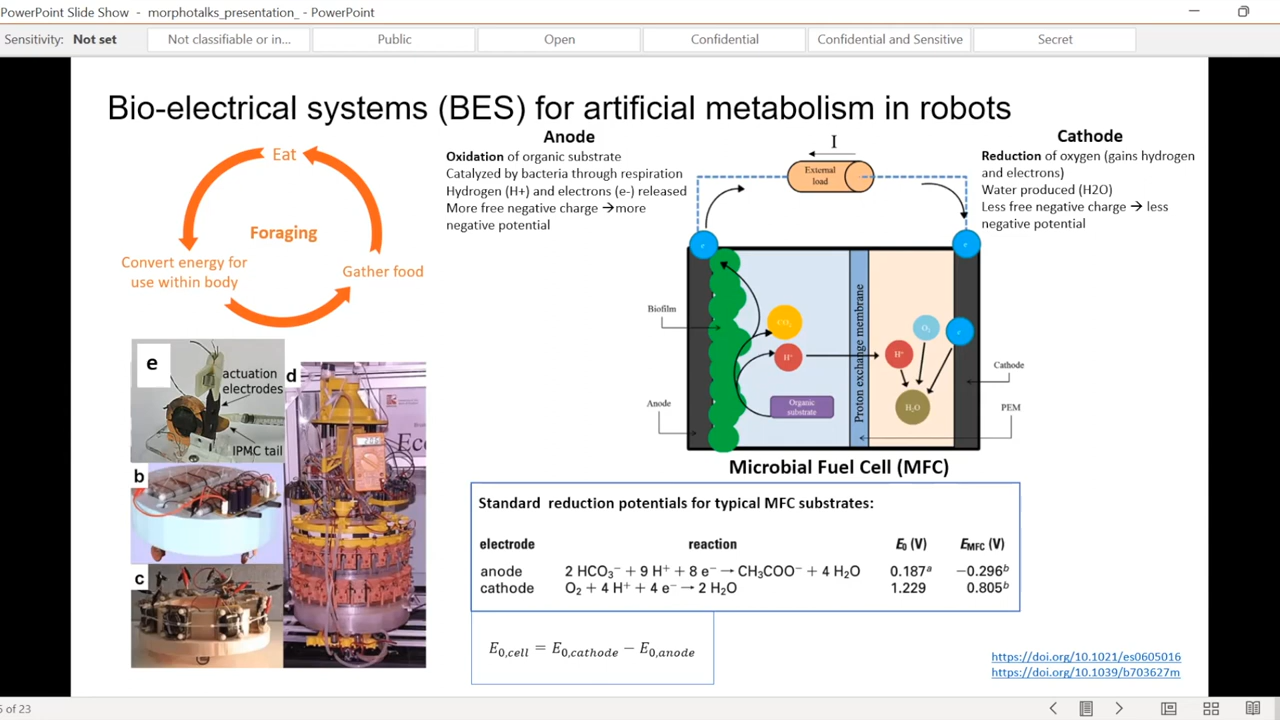 PowerPoint Slide Show - morphotalks_presentation_ - PowerPoint
Sensitivity: Not set
Not classifiable or in...
Public
Open
Confidential
Confidential and Sensitive
Secret
Bio-electrical systems (BES) for artificial metabolism in robots
Eat
Foraging
Convert energy for
use within body
Gather food
Anode
Oxidation of organic substrate
Catalyzed by bacteria through respiration
Hydrogen (H+) and electrons (e-) released
More free negative charge →more
negative potential
I
External
load
Cathode
Reduction of oxygen (gains hydrogen
and electrons)
Water produced (H2O)
Less free negative charge → less
negative potential
e⁻
e⁻
Biofilm
CO₂
H⁺
Organic
substrate
Anode
Proton exchange membrane
O₂
e⁻
H⁺
H₂O
Cathode
PEM
Microbial Fuel Cell (MFC)
e
actuation
electrodes
IPMC tail
d
b
c
Standard reduction potentials for typical MFC substrates:
electrode reaction E₀ (V) E_MFC (V)
anode 2 HCO₃⁻ + 9 H⁺ + 8 e⁻ → CH₃COO⁻ + 4 H₂O 0.187ᵃ −0.296ᵇ
cathode O₂ + 4 H⁺ + 4 e⁻ → 2 H₂O 1.229 0.805ᵇ
E₀,cell = E₀,cathode − E₀,anode
https://doi.org/10.1021/es0605016
https://doi.org/10.1039/b703627m
of 23